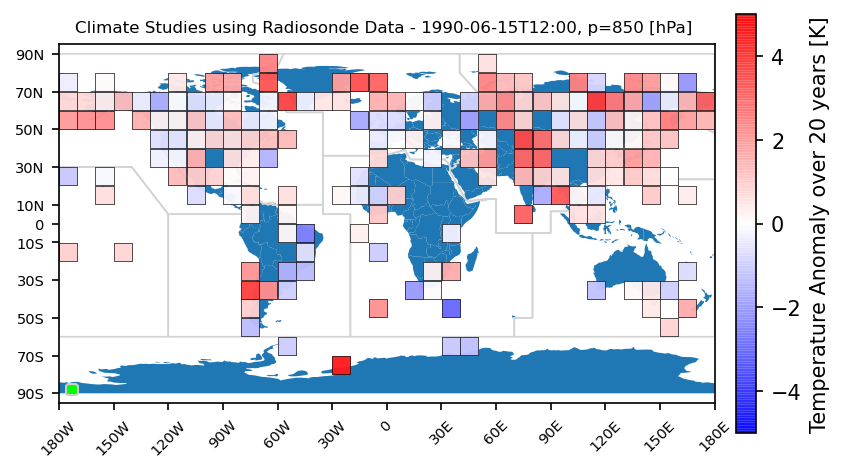 Climate Studies using Radiosonde Data - 1990-06-15T12:00, p=850 [hPa]
90N
70N
50N
30N
10N
0
10S
30S
50S
70S
90S
180W
150W
120W
90W
60W
30W
0
30E
60E
90E
120E
150E
180E
4
2
0
−2
−4
Temperature Anomaly over 20 years [K]